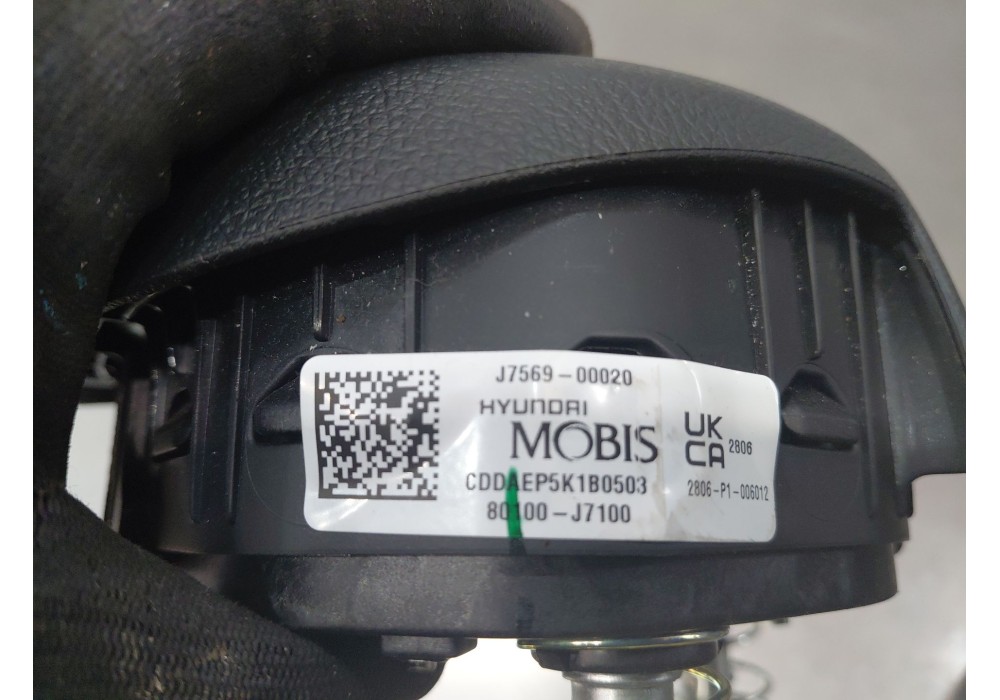 J7569-00020
HYUNDAI
MOBIS
CDDAEP5K1B0503
80100-J7100
UK
CA 2806
2806-P1-006012